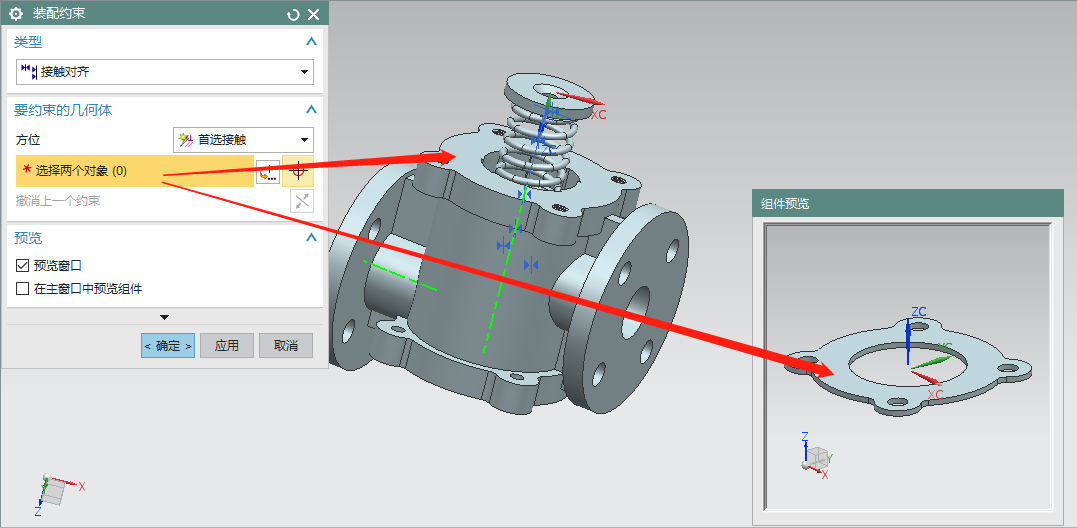 装配约束
类型
接触对齐
要约束的几何体
方位
首选接触
* 选择两个对象 (0)
撤消上一个约束
预览
预览窗口
在主窗口中预览组件
< 确定 >
应用
取消
XC
ZC
X
Z
组件预览
ZC
YC
XC
Z
Y
X